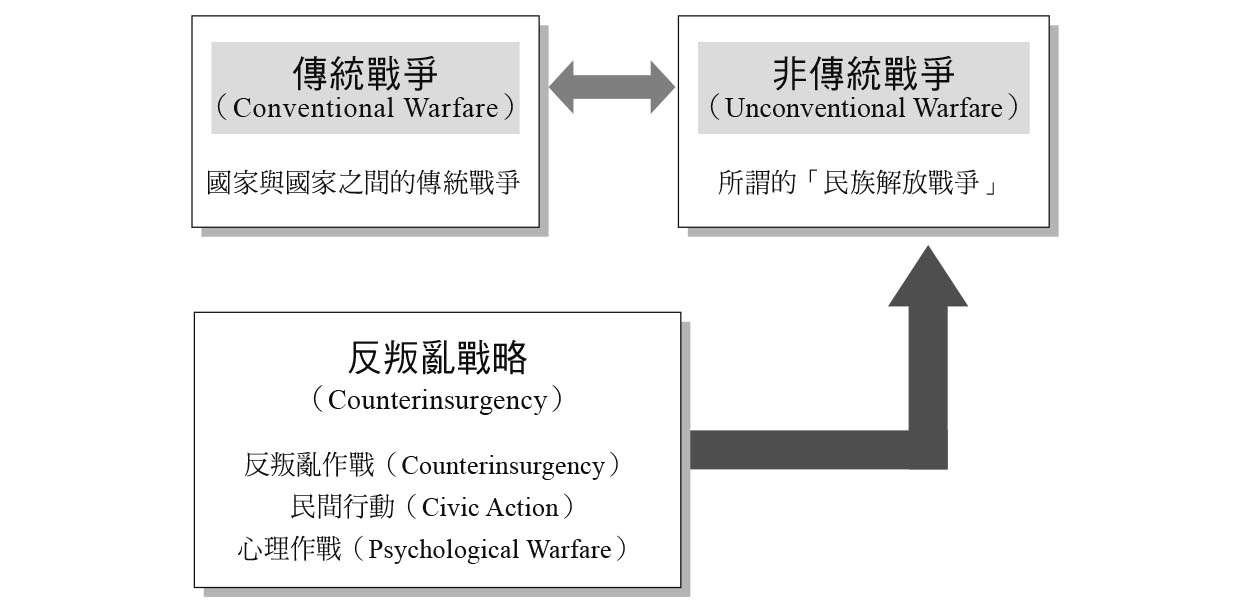 傳統戰爭
（Conventional Warfare）
國家與國家之間的傳統戰爭
非傳統戰爭
（Unconventional Warfare）
所謂的「民族解放戰爭」
反叛亂戰略
（Counterinsurgency）
反叛亂作戰（Counterinsurgency）
民間行動（Civic Action）
心理作戰（Psychological Warfare）